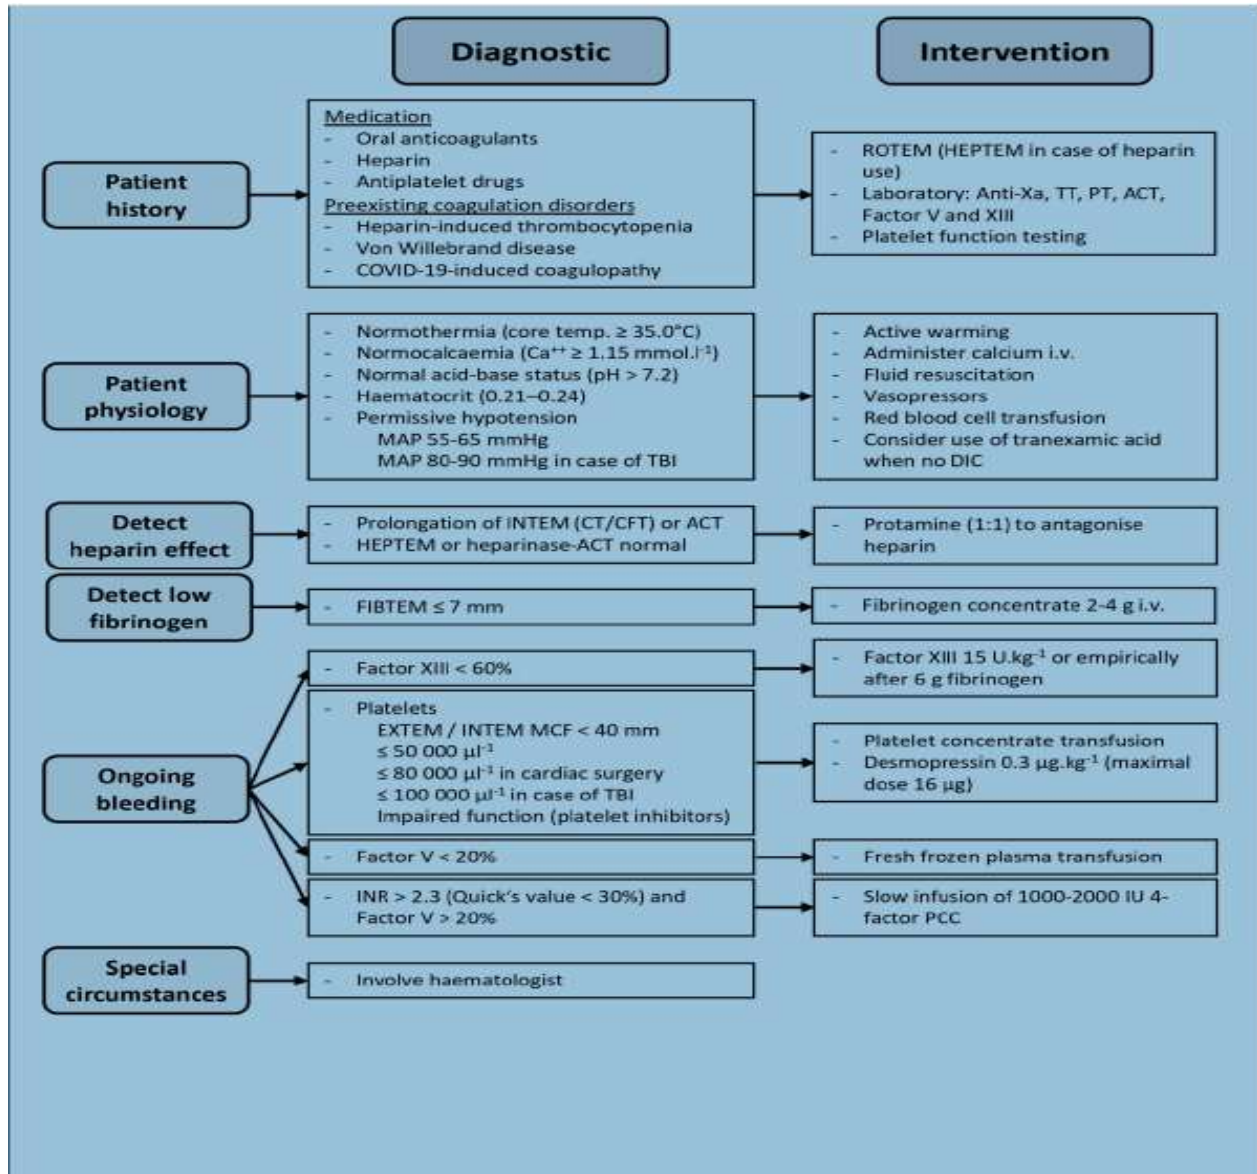 Diagnostic
Intervention
Patient
history
Medication
- Oral anticoagulants
- Heparin
- Antiplatelet drugs
Preexisting coagulation disorders
- Heparin-induced thrombocytopenia
- Von Willebrand disease
- COVID-19-induced coagulopathy
- ROTEM (HEPTEM in case of heparin
use)
- Laboratory: Anti-Xa, TT, PT, ACT,
Factor V and XIII
- Platelet function testing
Patient
physiology
- Normothermia (core temp. ≥ 35.0°C)
- Normocalcaemia (Ca⁺⁺ ≥ 1.15 mmol.l⁻¹)
- Normal acid-base status (pH > 7.2)
- Haematocrit (0.21–0.24)
- Permissive hypotension
MAP 55-65 mmHg
MAP 80-90 mmHg in case of TBI
- Active warming
- Administer calcium i.v.
- Fluid resuscitation
- Vasopressors
- Red blood cell transfusion
- Consider use of tranexamic acid
when no DIC
Detect
heparin effect
- Prolongation of INTEM (CT/CFT) or ACT
- HEPTEM or heparinase-ACT normal
- Protamine (1:1) to antagonise
heparin
Detect low
fibrinogen
- FIBTEM ≤ 7 mm
- Fibrinogen concentrate 2-4 g i.v.
Ongoing
bleeding
- Factor XIII < 60%
- Factor XIII 15 U.kg⁻¹ or empirically
after 6 g fibrinogen
- Platelets
EXTEM / INTEM MCF < 40 mm
≤ 50 000 µl⁻¹
≤ 80 000 µl⁻¹ in cardiac surgery
≤ 100 000 µl⁻¹ in case of TBI
Impaired function (platelet inhibitors)
- Platelet concentrate transfusion
- Desmopressin 0.3 µg.kg⁻¹ (maximal
dose 16 µg)
- Factor V < 20%
- Fresh frozen plasma transfusion
- INR > 2.3 (Quick's value < 30%) and
Factor V > 20%
- Slow infusion of 1000-2000 IU 4-
factor PCC
Special
circumstances
- Involve haematologist